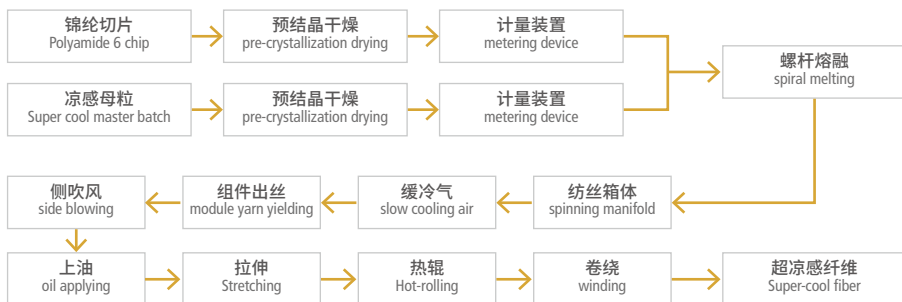 锦纶切片
Polyamide 6 chip
预结晶干燥
pre-crystallization drying
计量装置
metering device
螺杆熔融
spiral melting
凉感母粒
Super cool master batch
预结晶干燥
pre-crystallization drying
计量装置
metering device
纺丝箱体
spinning manifold
缓冷气
slow cooling air
组件出丝
module yarn yielding
侧吹风
side blowing
上油
oil applying
拉伸
Stretching
热辊
Hot-rolling
卷绕
winding
超凉感纤维
Super-cool fiber